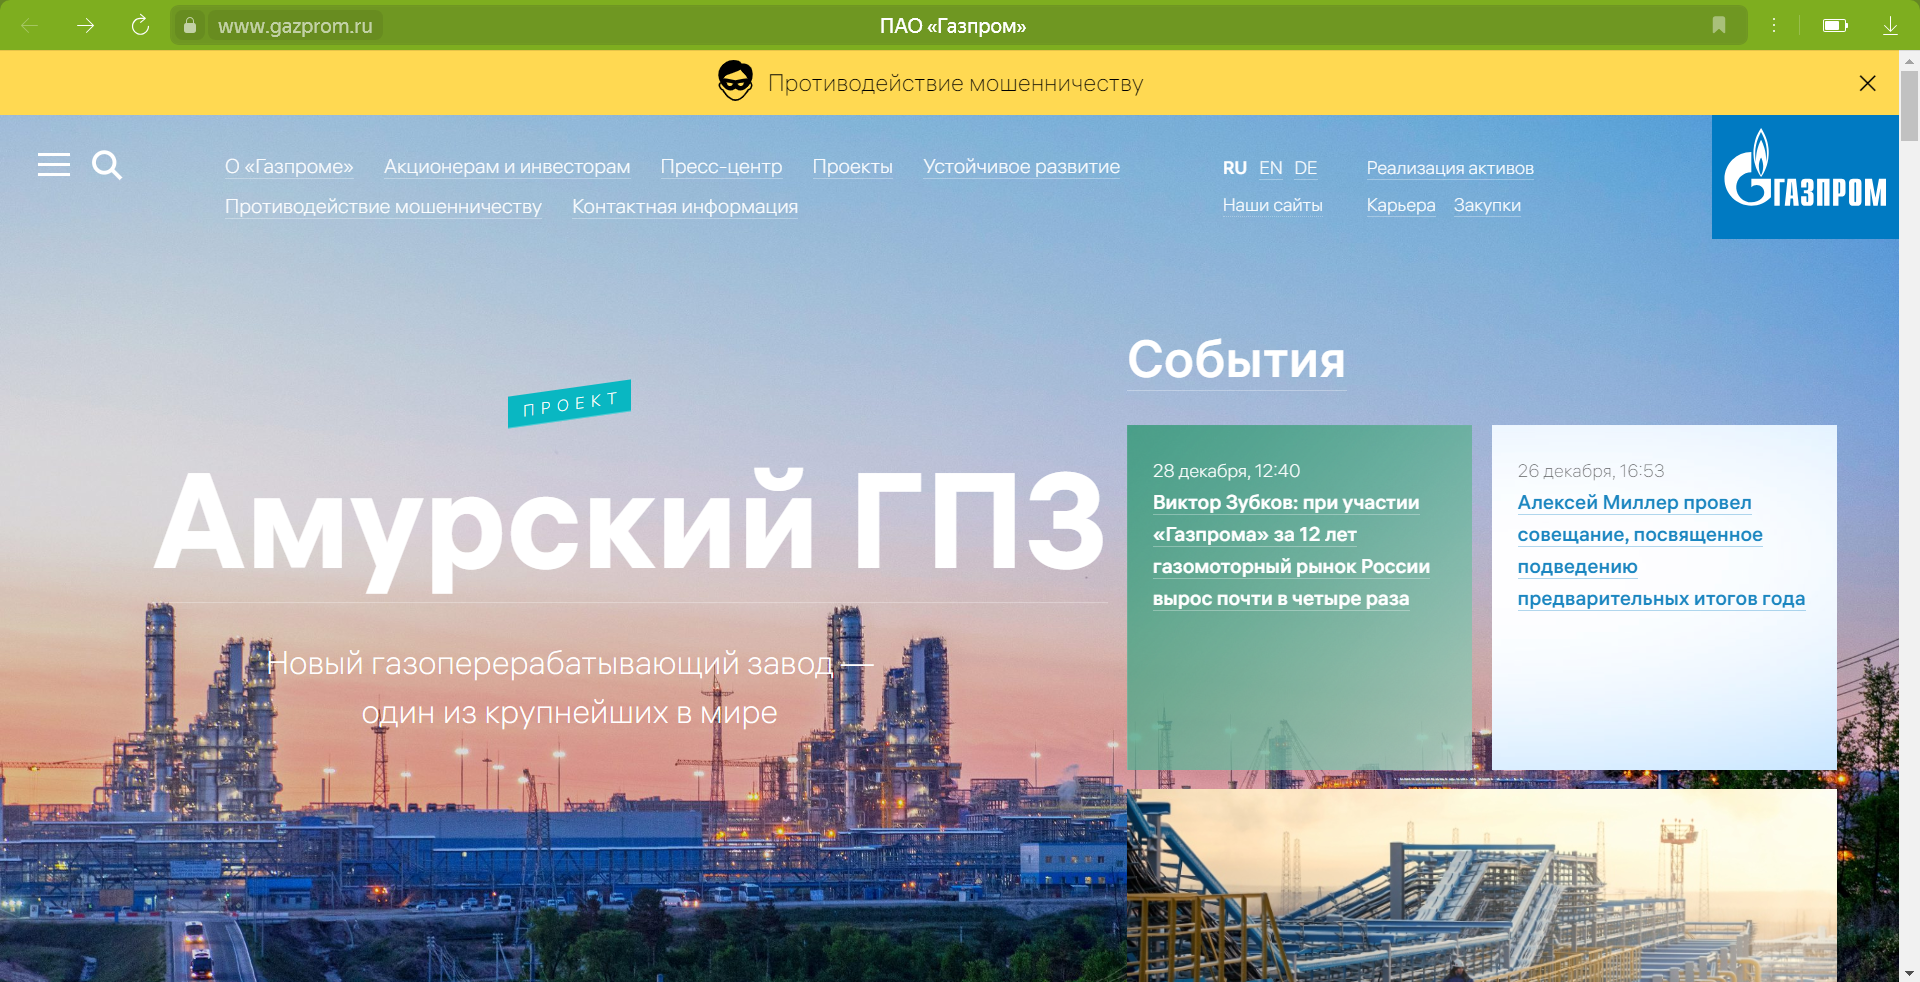 www.gazprom.ru
ПАО «Газпром»
Противодействие мошенничеству
О «Газпроме» Акционерам и инвесторам Пресс-центр Проекты Устойчивое развитие
Противодействие мошенничеству Контактная информация
RU EN DE
Наши сайты
Реализация активов
Карьера Закупки
ГАЗПРОМ
ПРОЕКТ
Амурский ГПЗ
Новый газоперерабатывающий завод —
один из крупнейших в мире
События
28 декабря, 12:40
Виктор Зубков: при участии
«Газпрома» за 12 лет
газомоторный рынок России
вырос почти в четыре раза
26 декабря, 16:53
Алексей Миллер провел
совещание, посвященное
подведению
предварительных итогов года